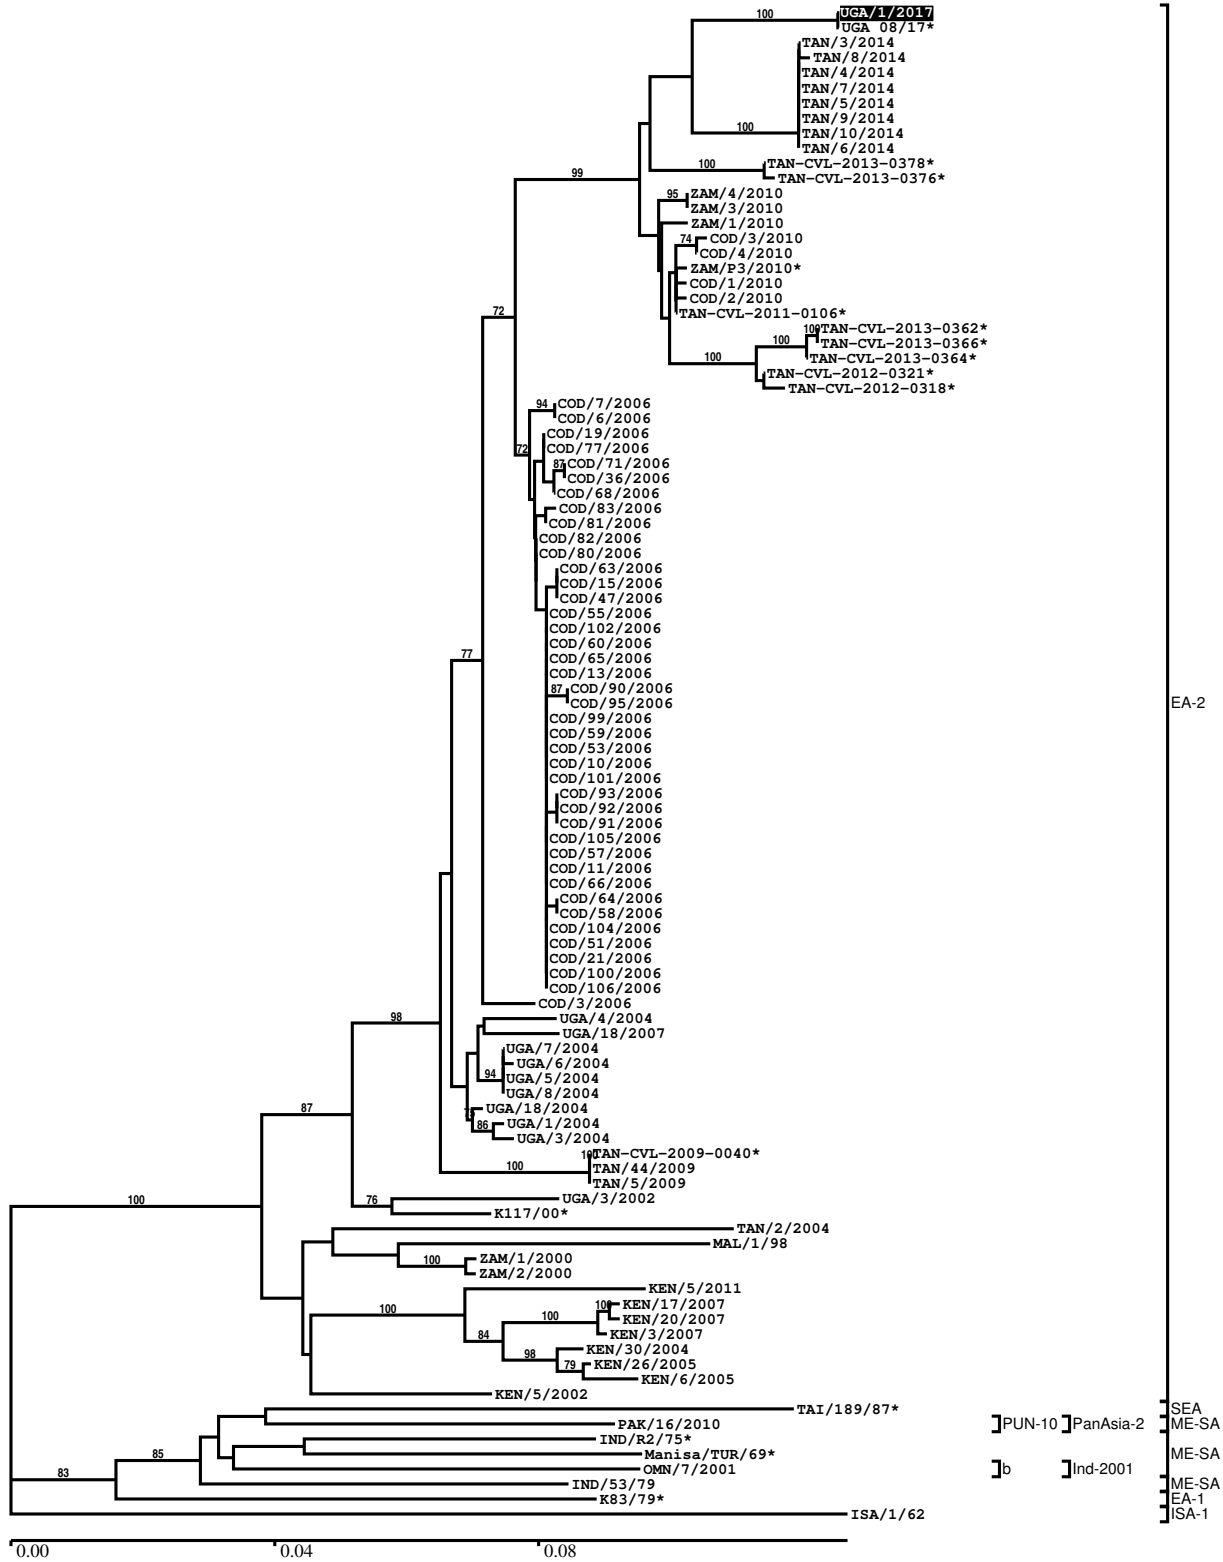 100
UGA/1/2017
UGA 08/17*
TAN/3/2014
TAN/8/2014
TAN/4/2014
TAN/7/2014
TAN/5/2014
TAN/9/2014
100
TAN/10/2014
TAN/6/2014
100
TAN-CVL-2013-0378*
99
TAN-CVL-2013-0376*
95
ZAM/4/2010
ZAM/3/2010
ZAM/1/2010
74
COD/3/2010
COD/4/2010
ZAM/P3/2010*
COD/1/2010
COD/2/2010
72
TAN-CVL-2011-0106*
100
TAN-CVL-2013-0362*
100
TAN-CVL-2013-0366*
100
TAN-CVL-2013-0364*
TAN-CVL-2012-0321*
TAN-CVL-2012-0318*
94
COD/7/2006
COD/6/2006
COD/19/2006
72
COD/77/2006
87
COD/71/2006
COD/36/2006
COD/68/2006
COD/83/2006
COD/81/2006
COD/82/2006
COD/80/2006
COD/63/2006
COD/15/2006
COD/47/2006
COD/55/2006
COD/102/2006
COD/60/2006
77
COD/65/2006
COD/13/2006
87
COD/90/2006
COD/95/2006
EA-2
COD/99/2006
COD/59/2006
COD/53/2006
COD/10/2006
COD/101/2006
COD/93/2006
COD/92/2006
COD/91/2006
COD/105/2006
COD/57/2006
COD/11/2006
COD/66/2006
COD/64/2006
COD/58/2006
COD/104/2006
COD/51/2006
COD/21/2006
COD/100/2006
COD/106/2006
COD/3/2006
98
UGA/4/2004
UGA/18/2007
UGA/7/2004
UGA/6/2004
94
UGA/5/2004
UGA/8/2004
87
UGA/18/2004
86
UGA/1/2004
UGA/3/2004
100
TAN-CVL-2009-0040*
100
TAN/44/2009
TAN/5/2009
100
76
UGA/3/2002
K117/00*
TAN/2/2004
MAL/1/98
100
ZAM/1/2000
ZAM/2/2000
KEN/5/2011
100
100
KEN/17/2007
100
KEN/20/2007
84
KEN/3/2007
98
KEN/30/2004
79
KEN/26/2005
KEN/6/2005
KEN/5/2002
TAI/189/87*
SEA
PAK/16/2010
PUN-10
PanAsia-2
ME-SA
IND/R2/75*
85
Manisa/TUR/69*
ME-SA
83
OMN/7/2001
b
Ind-2001
IND/53/79
ME-SA
K83/79*
EA-1
ISA/1/62
ISA-1
0.00
0.04
0.08